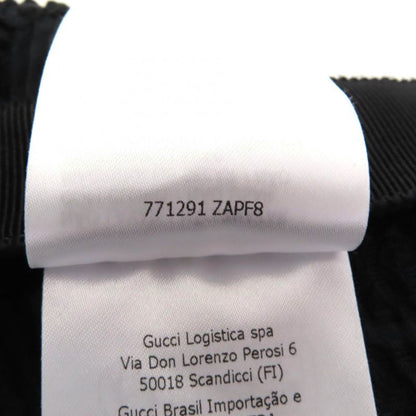 771291 ZAPF8
Gucci Logistica spa
Via Don Lorenzo Perosi 6
50018 Scandicci (FI)
Gucci Brasil Importação e